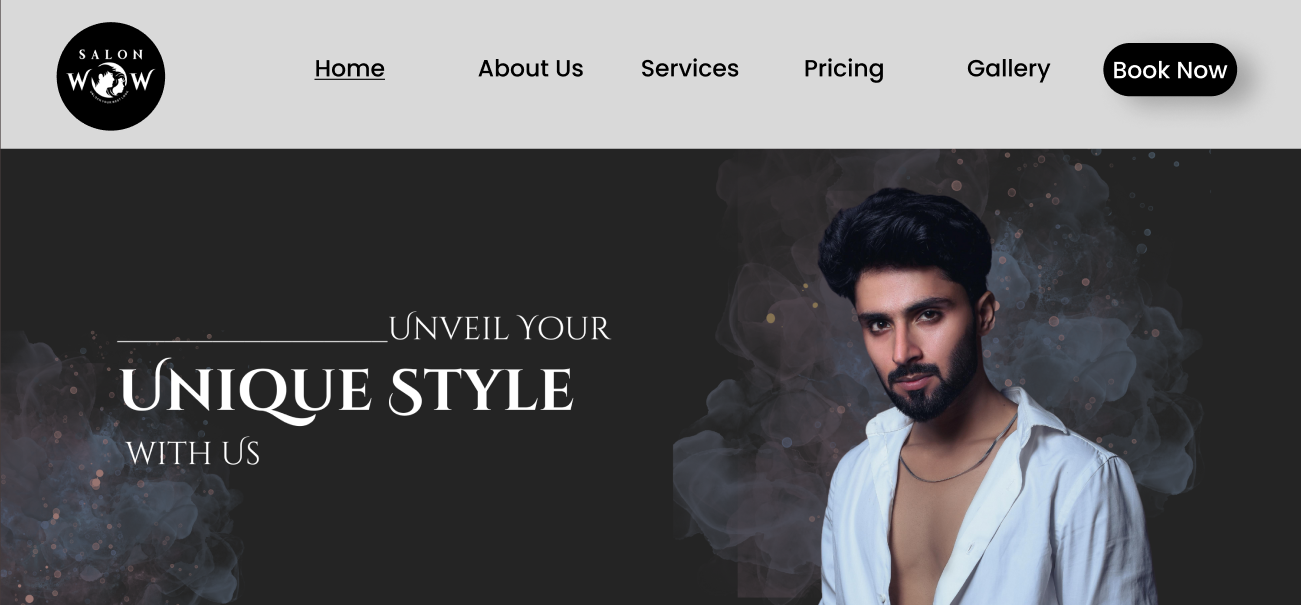 SALON
WOW
Home
About Us
Services
Pricing
Gallery
Book Now
Unveil Your
Unique Style
with Us